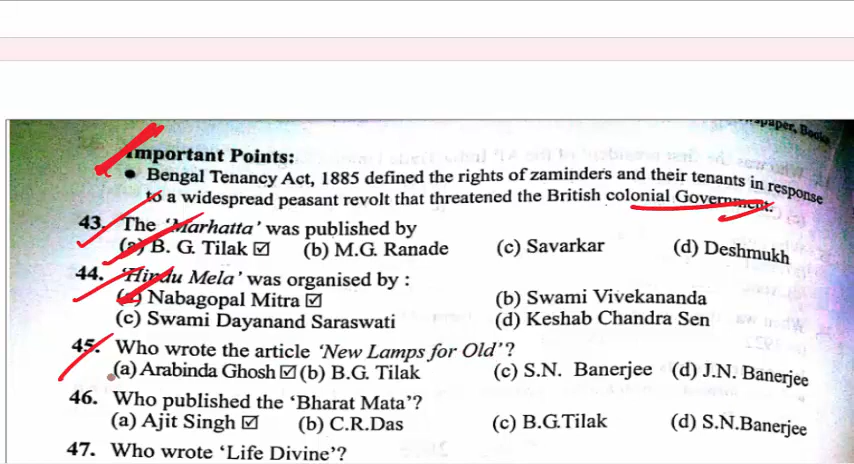 Important Points:
• Bengal Tenancy Act, 1885 defined the rights of zaminders and their tenants in response
to a widespread peasant revolt that threatened the British colonial Government.
43. The 'Marhatta' was published by
(a) B. G. Tilak ☑ (b) M.G. Ranade (c) Savarkar (d) Deshmukh
44. 'Hindu Mela' was organised by :
(a) Nabagopal Mitra ☑ (b) Swami Vivekananda
(c) Swami Dayanand Saraswati (d) Keshab Chandra Sen
45. Who wrote the article 'New Lamps for Old'?
(a) Arabinda Ghosh ☑ (b) B.G. Tilak (c) S.N. Banerjee (d) J.N. Banerjee
46. Who published the 'Bharat Mata'?
(a) Ajit Singh ☑ (b) C.R.Das (c) B.G.Tilak (d) S.N.Banerjee
47. Who wrote 'Life Divine'?